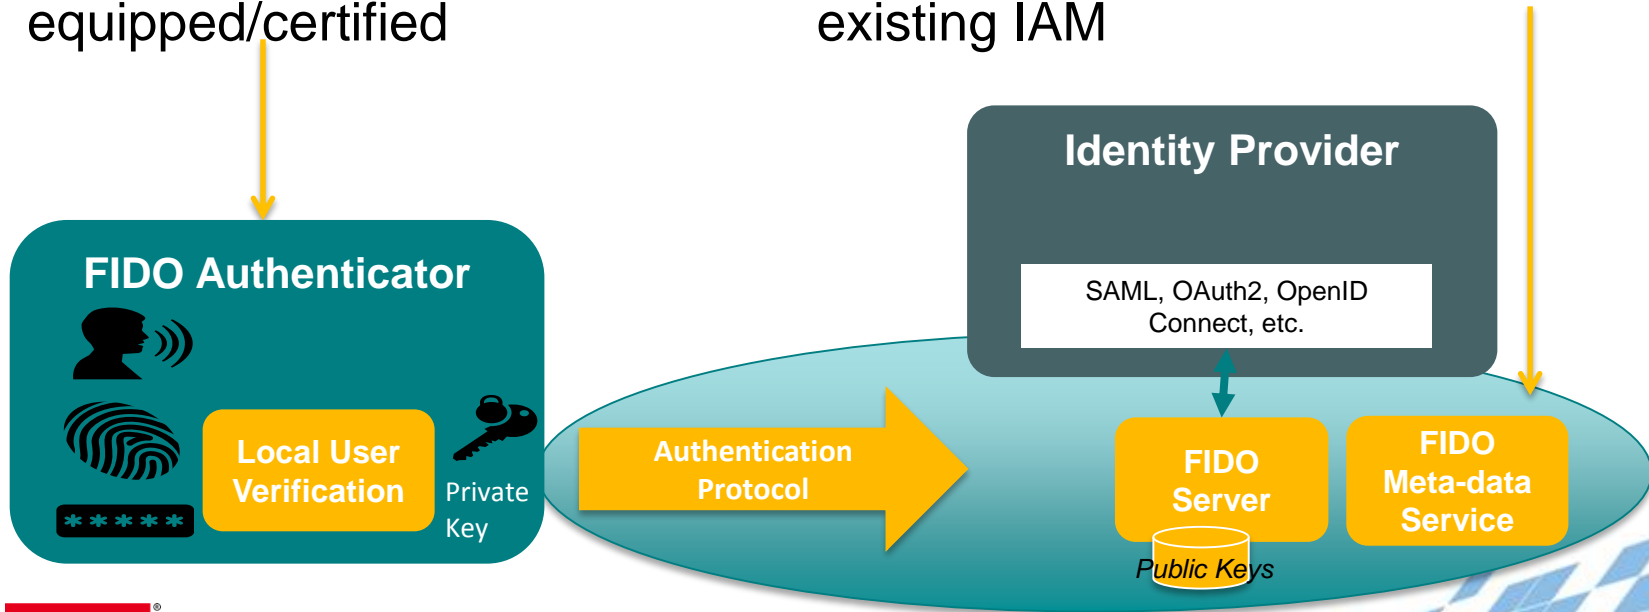 equipped/certified
existing IAM
Identity Provider
SAML, OAuth2, OpenID
Connect, etc.
FIDO Authenticator
Local User
Verification
Private
Key
* * * * *
Authentication
Protocol
FIDO
Server
Public Keys
FIDO
Meta-data
Service
®